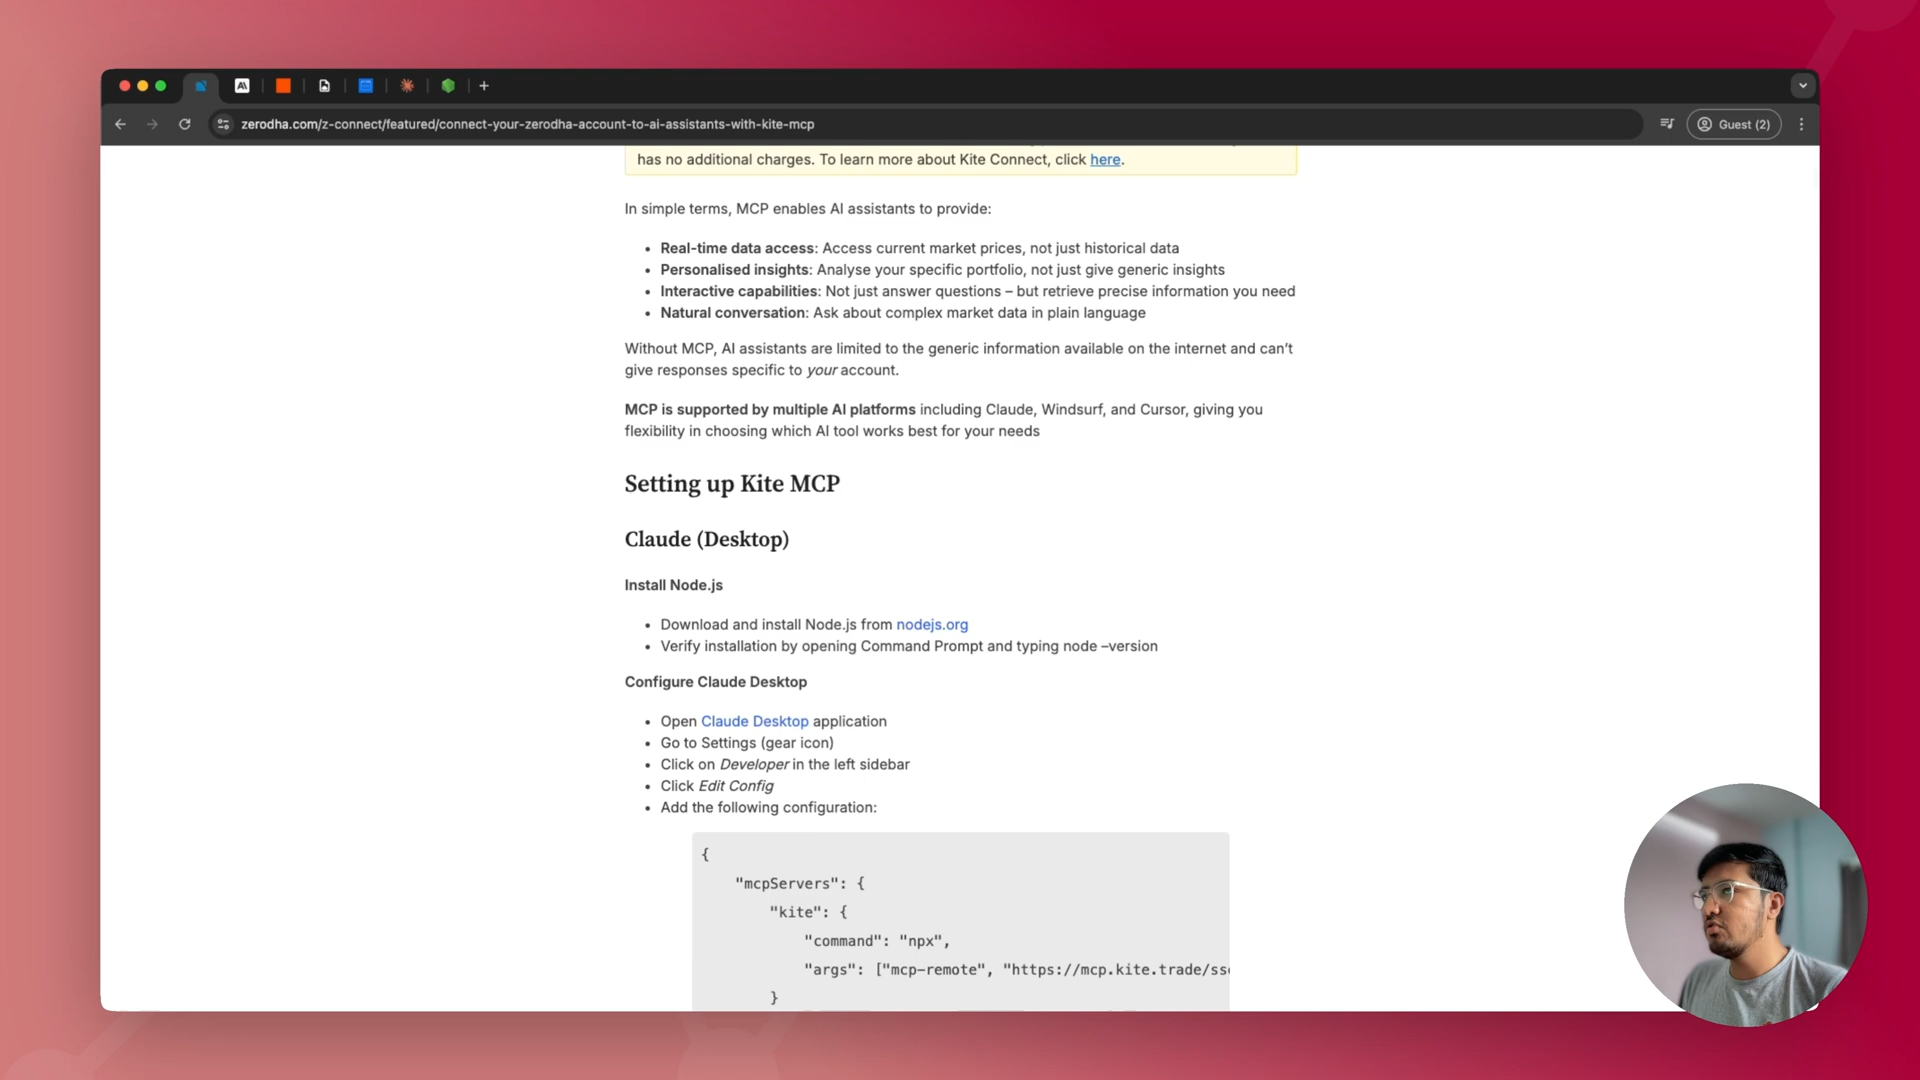 zerodha.com/z-connect/featured/connect-your-zerodha-account-to-ai-assistants-with-kite-mcp
Guest (2)
has no additional charges. To learn more about Kite Connect, click here.
In simple terms, MCP enables AI assistants to provide:
• Real-time data access: Access current market prices, not just historical data
• Personalised insights: Analyse your specific portfolio, not just give generic insights
• Interactive capabilities: Not just answer questions – but retrieve precise information you need
• Natural conversation: Ask about complex market data in plain language
Without MCP, AI assistants are limited to the generic information available on the internet and can’t
give responses specific to your account.
MCP is supported by multiple AI platforms including Claude, Windsurf, and Cursor, giving you
flexibility in choosing which AI tool works best for your needs
Setting up Kite MCP
Claude (Desktop)
Install Node.js
• Download and install Node.js from nodejs.org
• Verify installation by opening Command Prompt and typing node –version
Configure Claude Desktop
• Open Claude Desktop application
• Go to Settings (gear icon)
• Click on Developer in the left sidebar
• Click Edit Config
• Add the following configuration:
{
"mcpServers": {
"kite": {
"command": "npx",
"args": ["mcp-remote", "https://mcp.kite.trade/ss
}